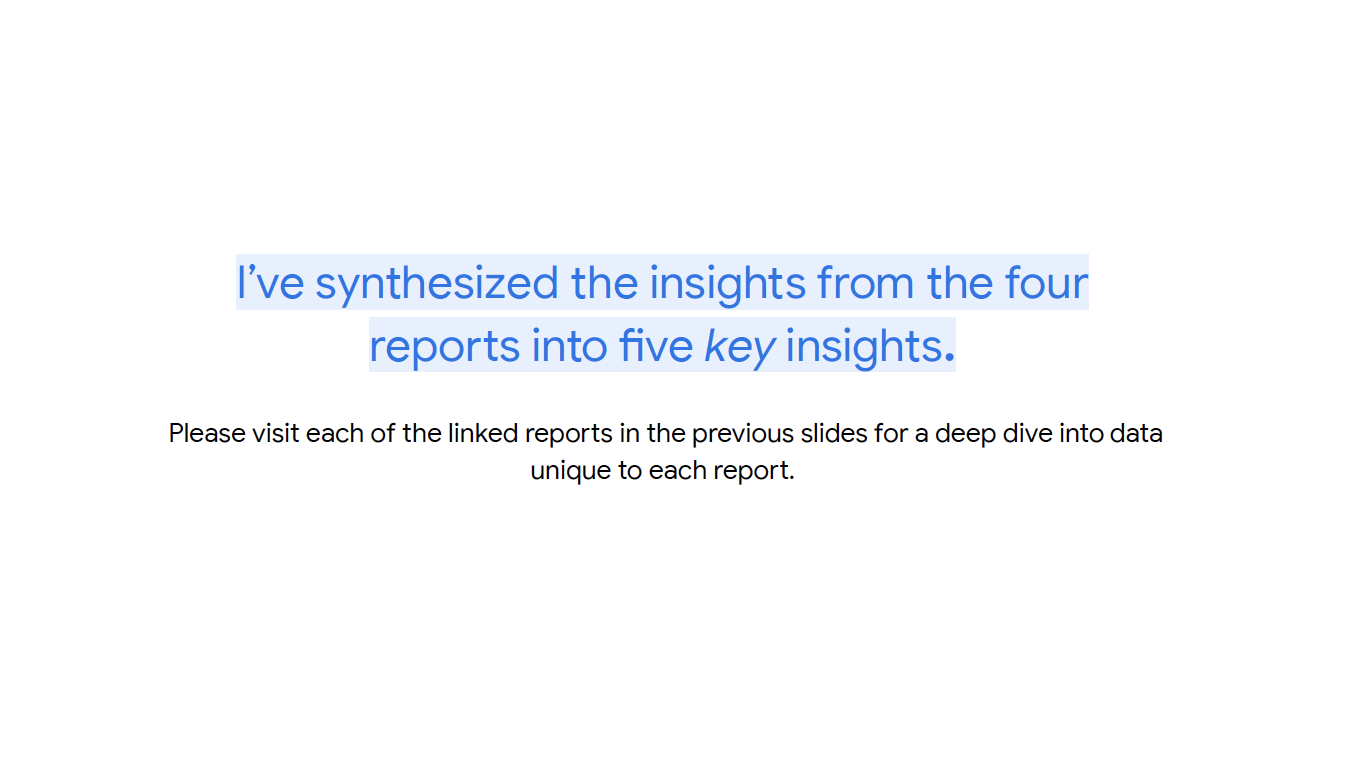 I’ve synthesized the insights from the four
reports into five key insights.
Please visit each of the linked reports in the previous slides for a deep dive into data
unique to each report.